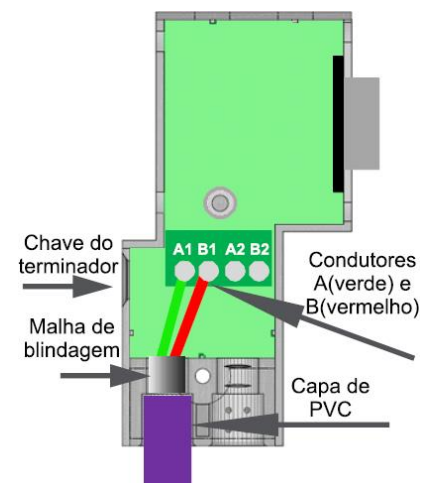 A1 B1 A2 B2
Chave do
terminador
Condutores
A(verde) e
B(vermelho)
Malha de
blindagem
Capa de
PVC